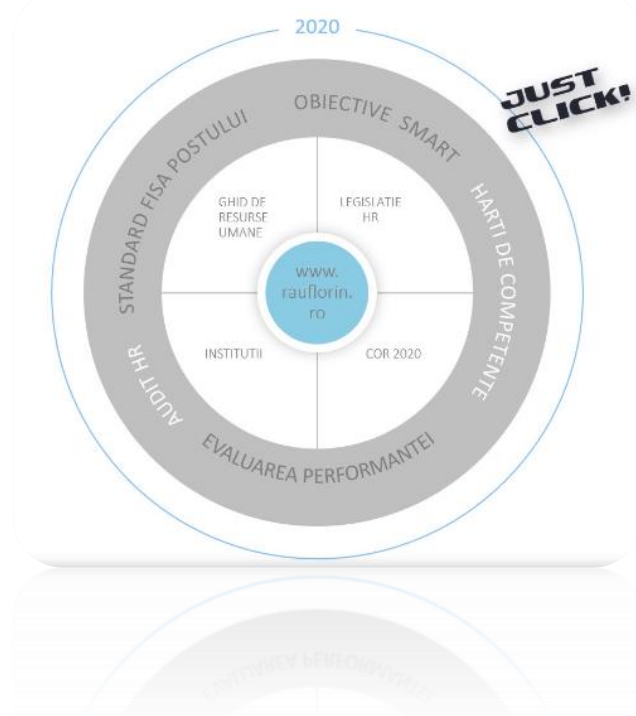 2020
JUST
CLICK!
STANDARD FISA POSTULUI
OBIECTIVE SMART
HARTI DE COMPETENTE
EVALUAREA PERFORMANTEI
AUDIT HR
GHID DE
RESURSE
UMANE
LEGISLATIE
HR
www.
rauflorin.
ro
INSTITUTII
COR 2020